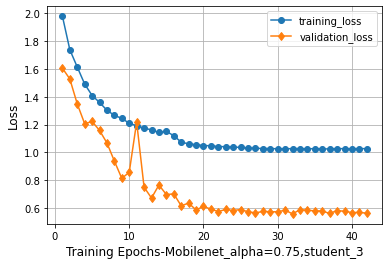 training_loss
validation_loss
Loss
2.0
1.8
1.6
1.4
1.2
1.0
0.8
0.6
0 10 20 30 40
Training Epochs-Mobilenet_alpha=0.75,student_3